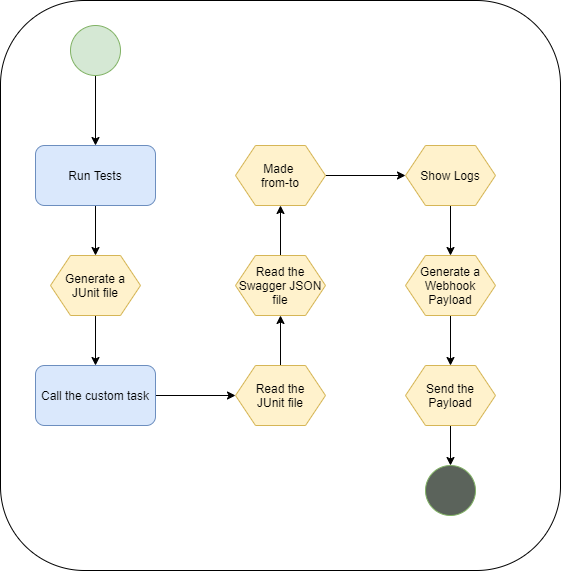 Run Tests
Generate a
JUnit file
Call the custom task
Read the
JUnit file
Read the
Swagger JSON
file
Made
from-to
Show Logs
Generate a
Webhook
Payload
Send the
Payload